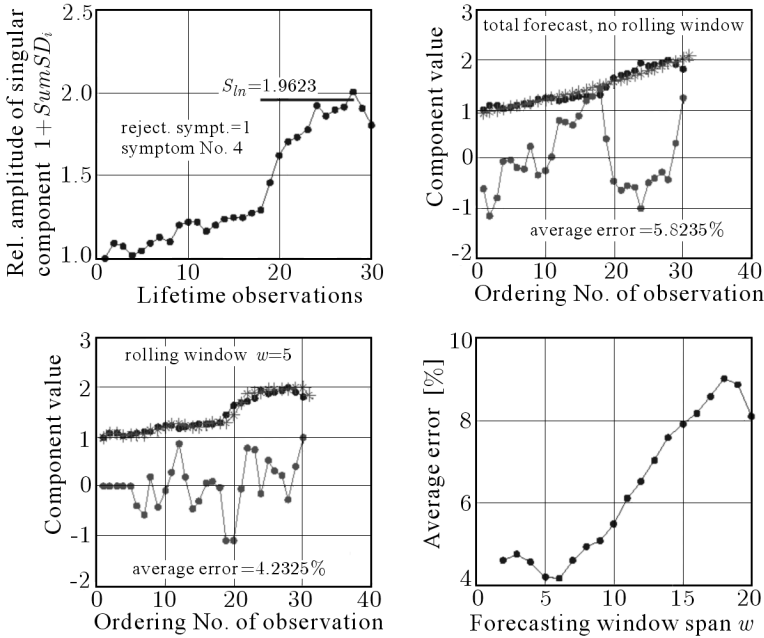 Rel. amplitude of singular
component 1+SumSD_i
2.5
2.0
1.5
1.0
S_ln=1.9623
reject. sympt.=1
symptom No. 4
0 10 20 30
Lifetime observations
Component value
3
2
1
0
-1
-2
total forecast, no rolling window
average error=5.8235%
0 10 20 30 40
Ordering No. of observation
Component value
3
2
1
0
-1
-2
rolling window w=5
average error=4.2325%
0 10 20 30 40
Ordering No. of observation
Average error [%]
10
8
6
4
0 5 10 15 20
Forecasting window span w